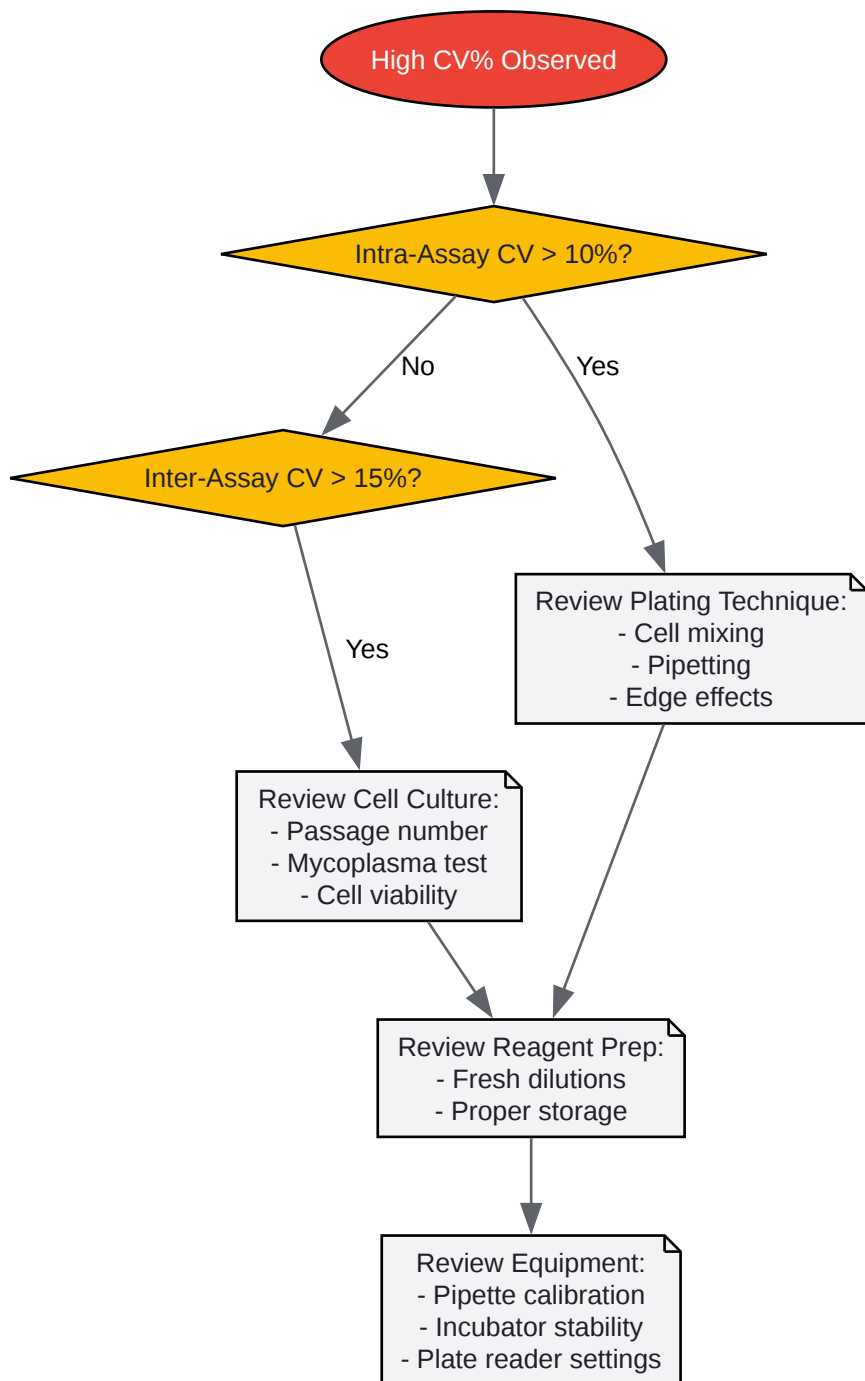 High CV% Observed
Intra-Assay CV > 10%?
No
Yes
Inter-Assay CV > 15%?
Review Plating Technique:
- Cell mixing
- Pipetting
- Edge effects
Yes
Review Cell Culture:
- Passage number
- Mycoplasma test
- Cell viability
Review Reagent Prep:
- Fresh dilutions
- Proper storage
Review Equipment:
- Pipette calibration
- Incubator stability
- Plate reader settings